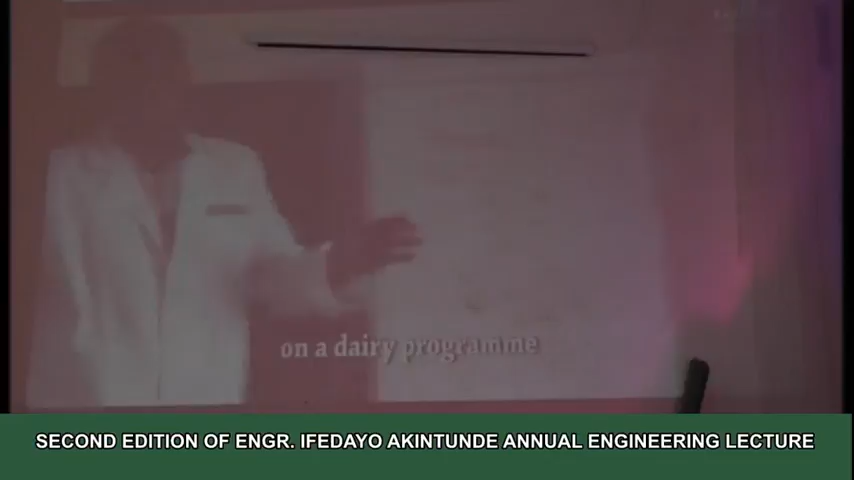 on a dairy programme
SECOND EDITION OF ENGR. IFEDAYO AKINTUNDE ANNUAL ENGINEERING LECTURE